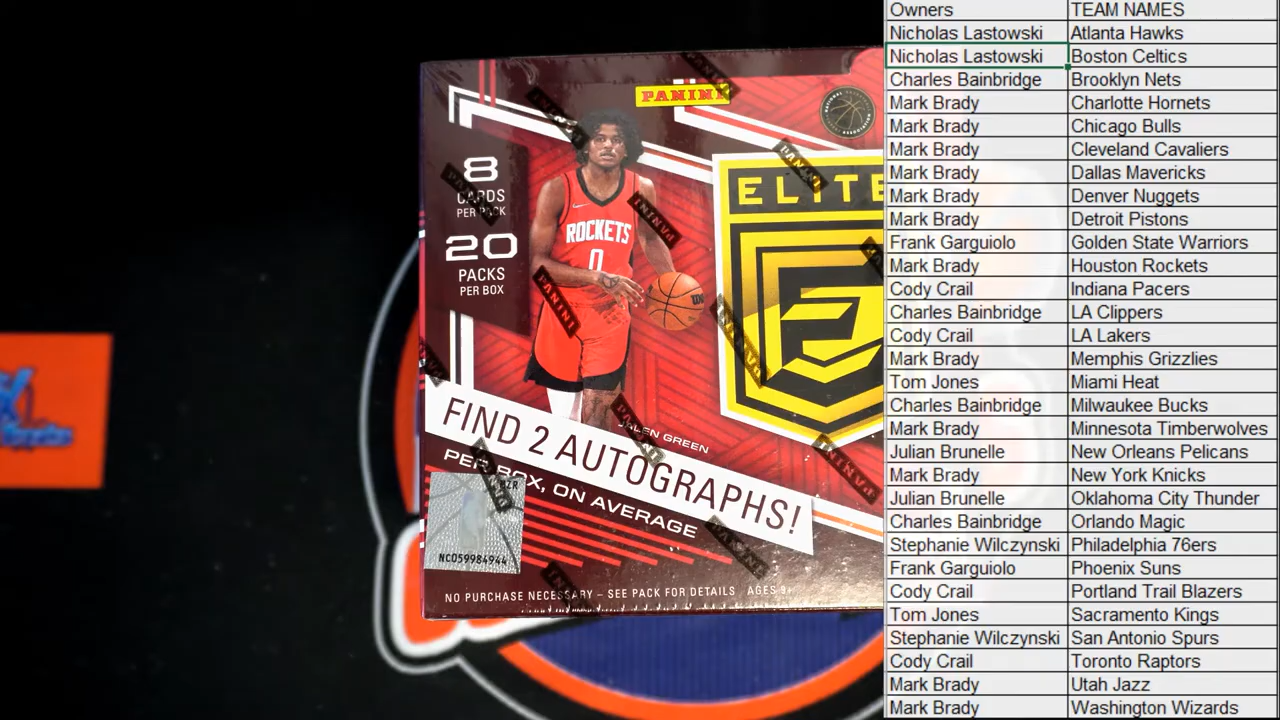 PANINI
8
CARDS
PER PACK
20
PACKS
PER BOX
ELITE
ROCKETS
0
JALEN GREEN
FIND 2 AUTOGRAPHS!
PER BOX, ON AVERAGE
NCO5998494
NO PURCHASE NECESSARY – SEE PACK FOR DETAILS AGES 9+
Owners TEAM NAMES
Nicholas Lastowski Atlanta Hawks
Nicholas Lastowski Boston Celtics
Charles Bainbridge Brooklyn Nets
Mark Brady Charlotte Hornets
Mark Brady Chicago Bulls
Mark Brady Cleveland Cavaliers
Mark Brady Dallas Mavericks
Mark Brady Denver Nuggets
Mark Brady Detroit Pistons
Frank Garguiolo Golden State Warriors
Mark Brady Houston Rockets
Cody Crail Indiana Pacers
Charles Bainbridge LA Clippers
Cody Crail LA Lakers
Mark Brady Memphis Grizzlies
Tom Jones Miami Heat
Charles Bainbridge Milwaukee Bucks
Mark Brady Minnesota Timberwolves
Julian Brunelle New Orleans Pelicans
Mark Brady New York Knicks
Julian Brunelle Oklahoma City Thunder
Charles Bainbridge Orlando Magic
Stephanie Wilczynski Philadelphia 76ers
Frank Garguiolo Phoenix Suns
Cody Crail Portland Trail Blazers
Tom Jones Sacramento Kings
Stephanie Wilczynski San Antonio Spurs
Cody Crail Toronto Raptors
Mark Brady Utah Jazz
Mark Brady Washington Wizards